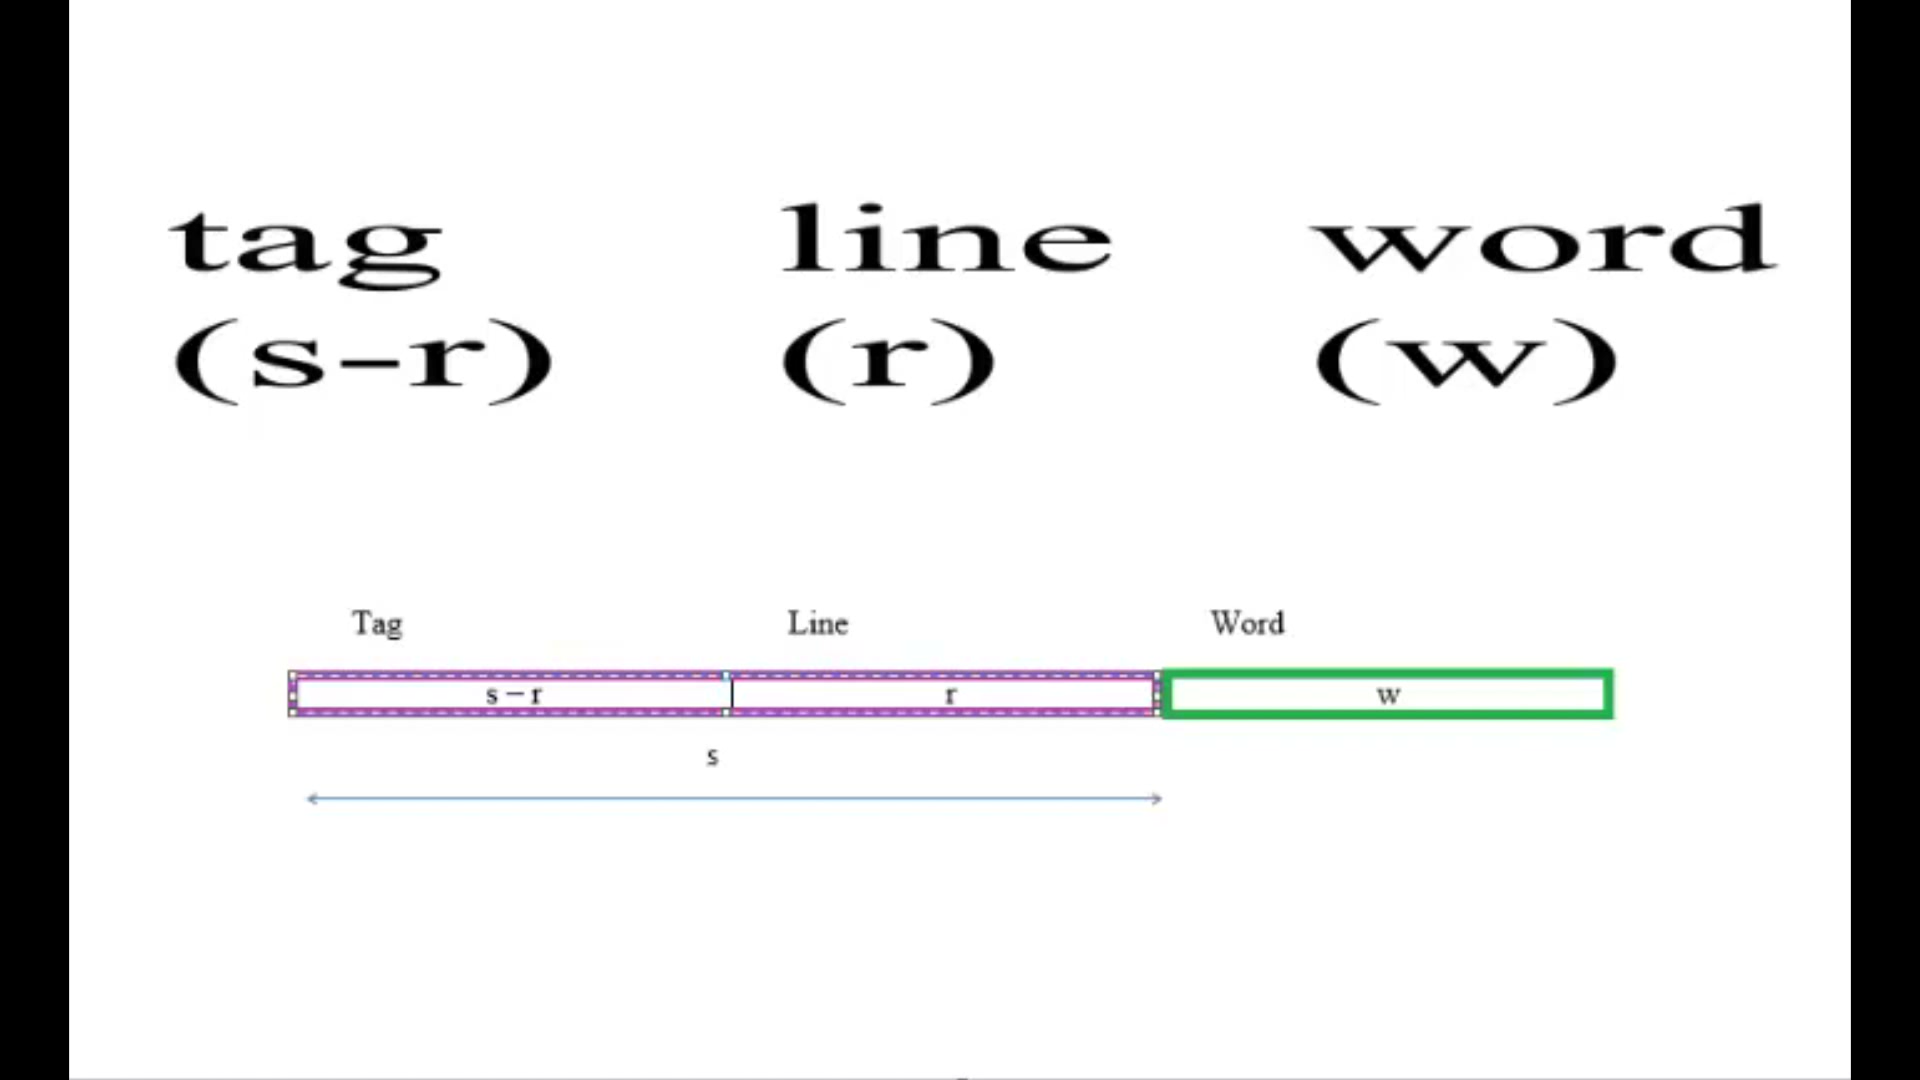 tag line word
(s-r) (r) (w)
Tag Line Word
s – r r w
s